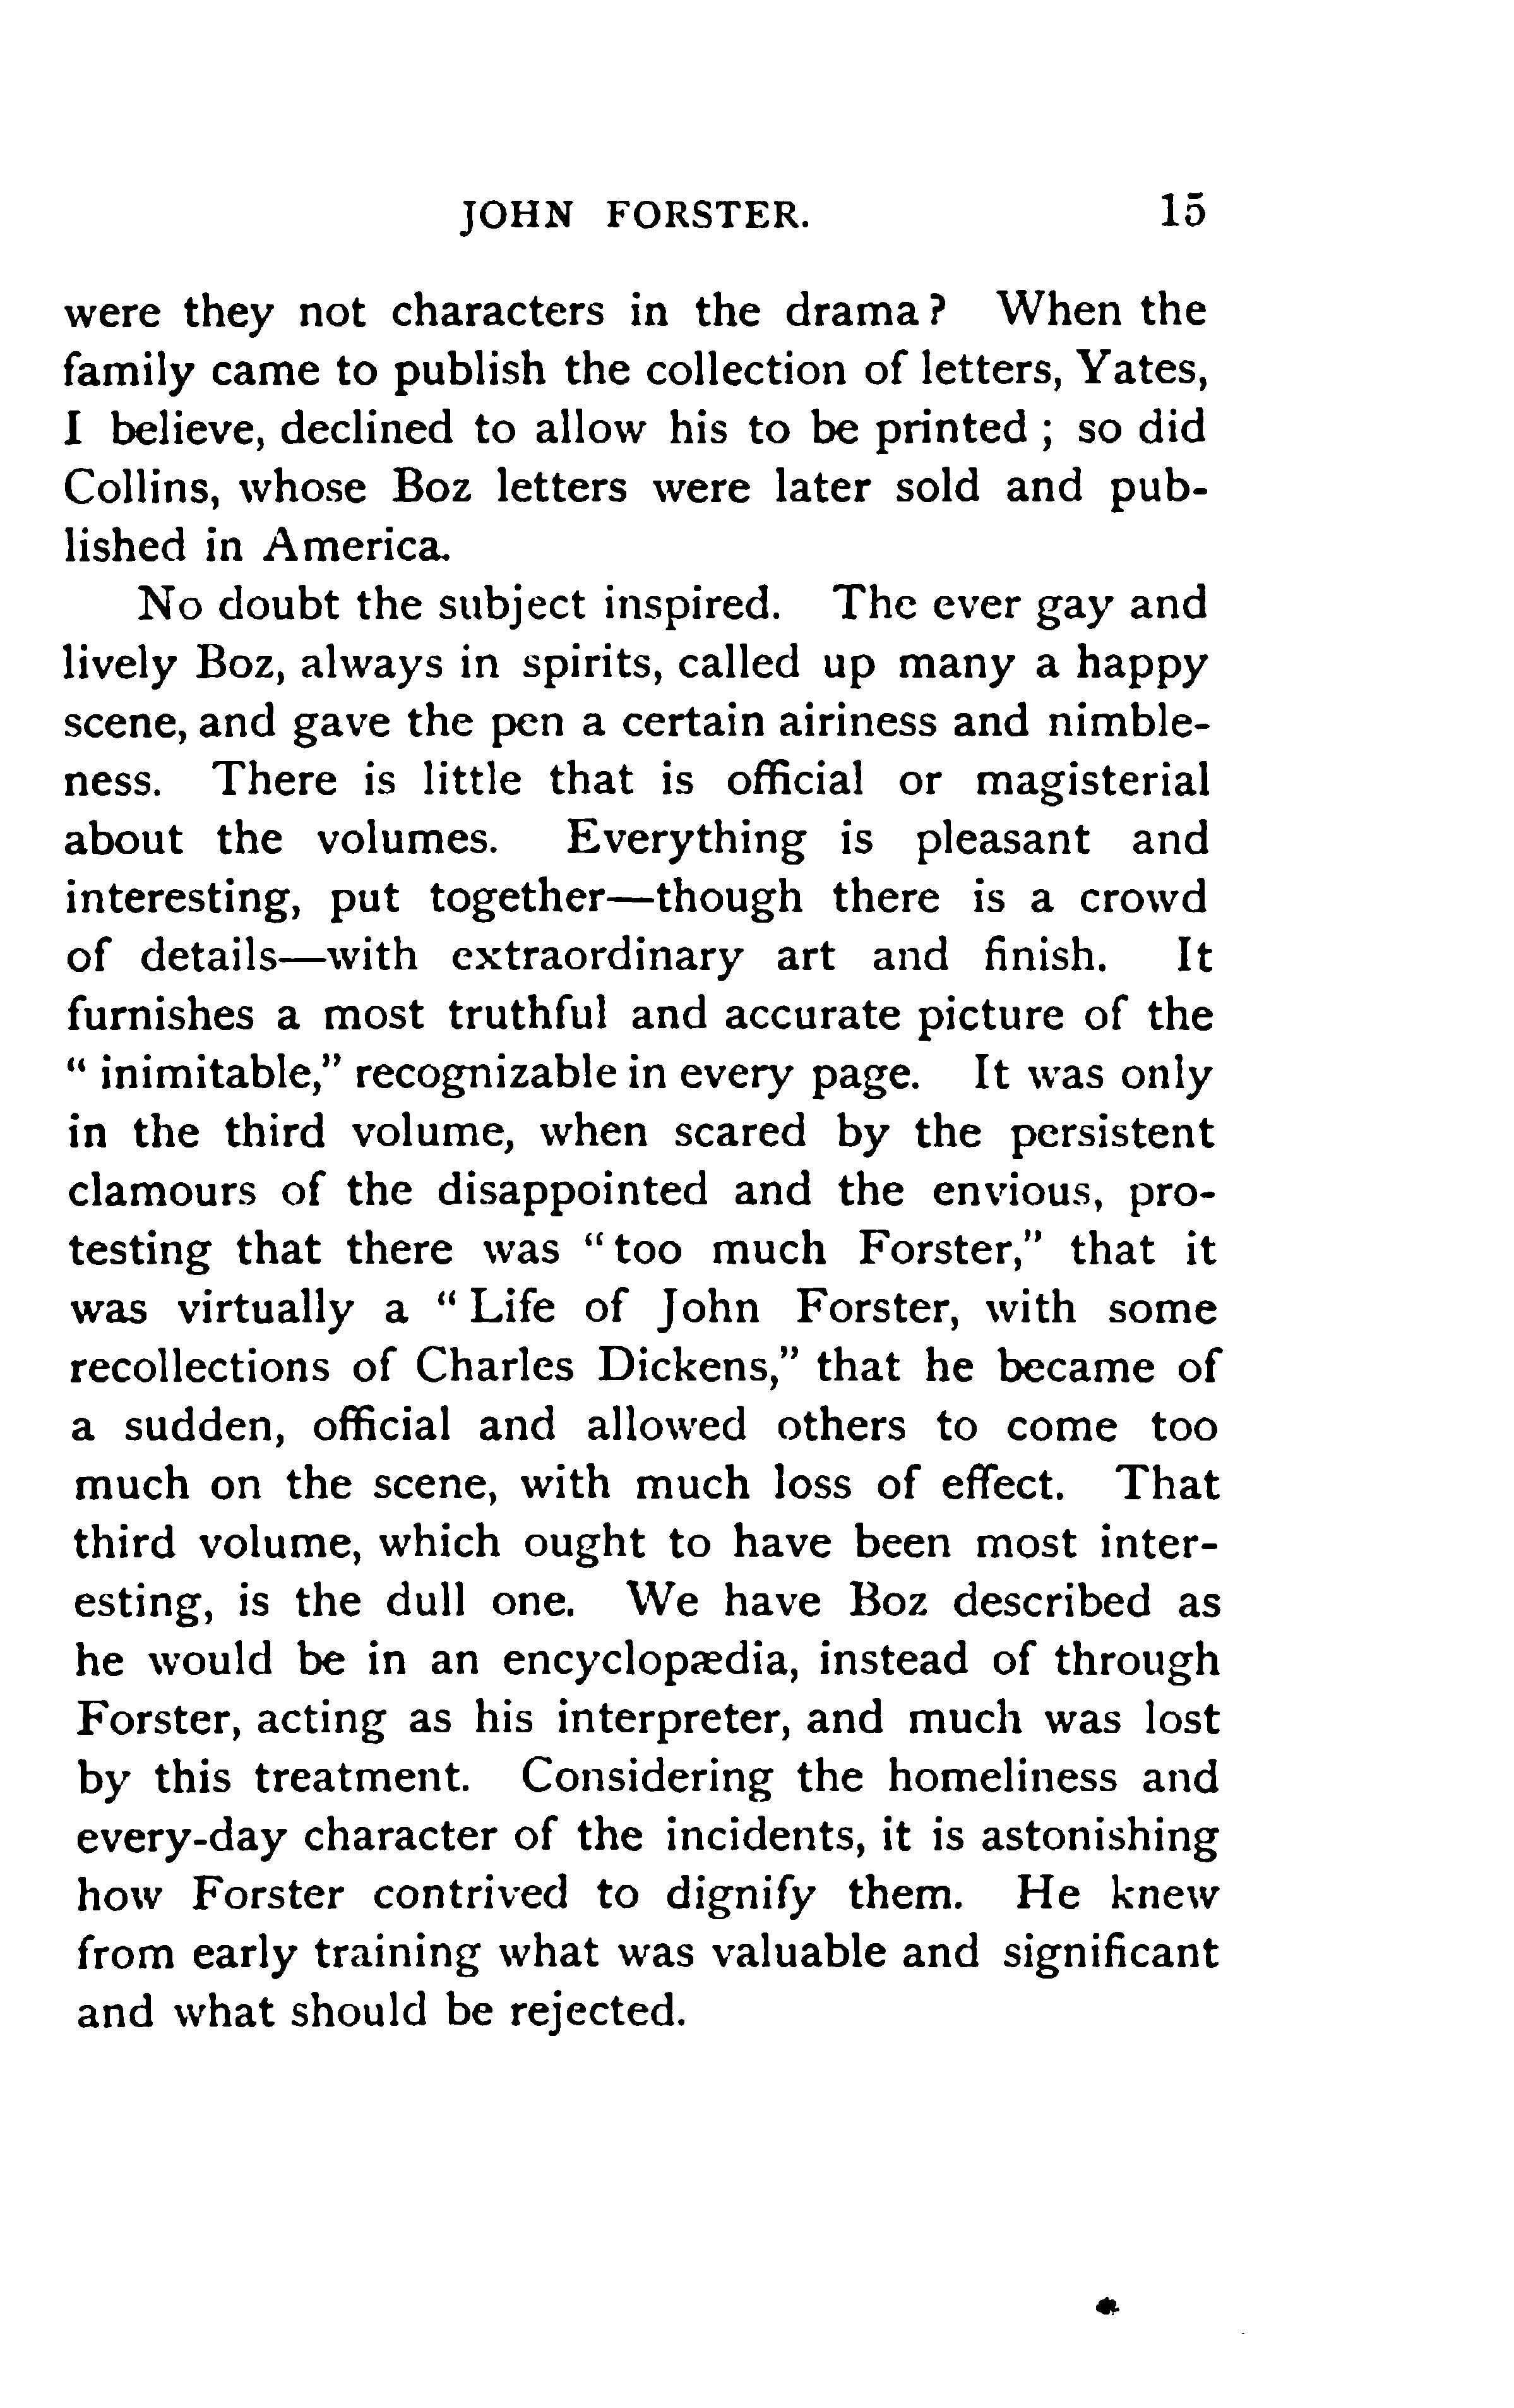 JOHN FORSTER. 15
were they not characters in the drama? When the
family came to publish the collection of letters, Yates,
I believe, declined to allow his to be printed ; so did
Collins, whose Boz letters were later sold and pub-
lished in America.
No doubt the subject inspired. The ever gay and
lively Boz, always in spirits, called up many a happy
scene, and gave the pen a certain airiness and nimble-
ness. There is little that is official or magisterial
about the volumes. Everything is pleasant and
interesting, put together—though there is a crowd
of details—with extraordinary art and finish. It
furnishes a most truthful and accurate picture of the
“ inimitable,” recognizable in every page. It was only
in the third volume, when scared by the persistent
clamours of the disappointed and the envious, pro-
testing that there was “too much Forster,” that it
was virtually a “ Life of John Forster, with some
recollections of Charles Dickens,” that he became of
a sudden, official and allowed others to come too
much on the scene, with much loss of effect. That
third volume, which ought to have been most inter-
esting, is the dull one. We have Boz described as
he would be in an encyclopædia, instead of through
Forster, acting as his interpreter, and much was lost
by this treatment. Considering the homeliness and
every-day character of the incidents, it is astonishing
how Forster contrived to dignify them. He knew
from early training what was valuable and significant
and what should be rejected.